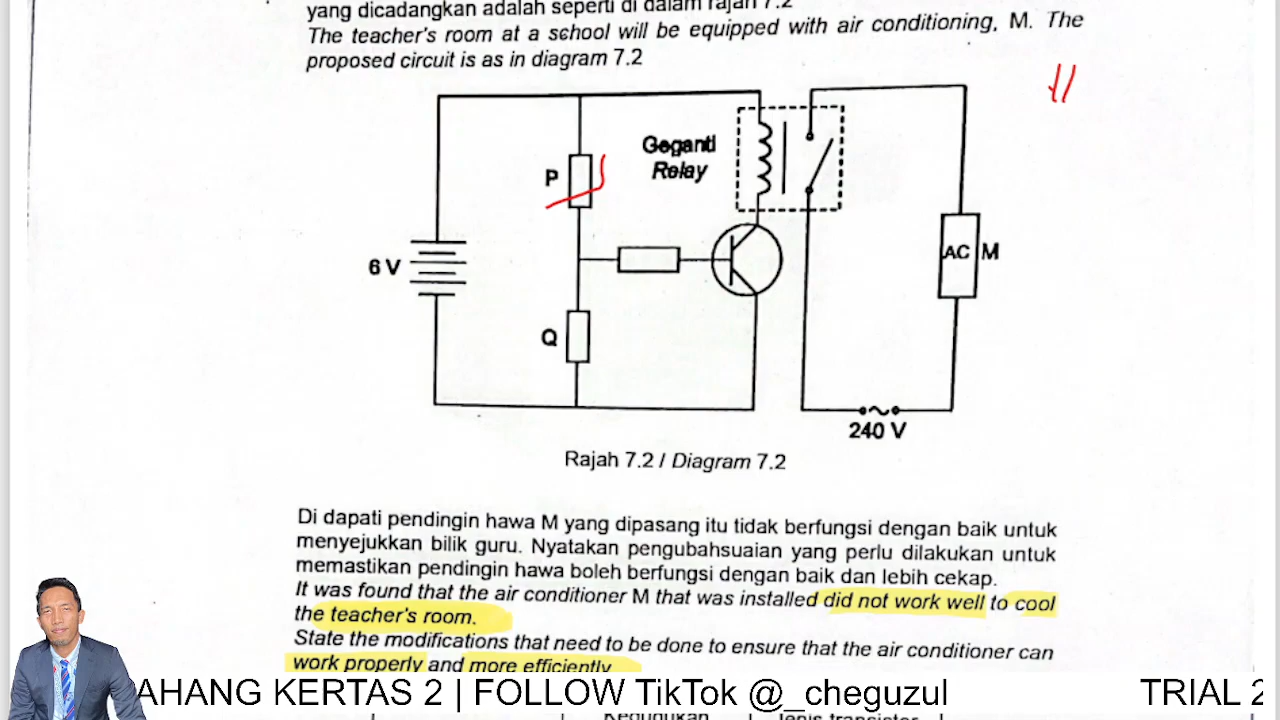 yang dicadangkan adalah seperti di dalam rajah 7.2
The teacher's room at a school will be equipped with air conditioning, M. The
proposed circuit is as in diagram 7.2
Geganti
Relay
P
AC M
6 V
Q
240 V
Rajah 7.2 / Diagram 7.2
Di dapati pendingin hawa M yang dipasang itu tidak berfungsi dengan baik untuk
menyejukkan bilik guru. Nyatakan pengubahsuaian yang perlu dilakukan untuk
memastikan pendingin hawa boleh berfungsi dengan baik dan lebih cekap.
It was found that the air conditioner M that was installed did not work well to cool
the teacher's room.
State the modifications that need to be done to ensure that the air conditioner can
work properly and more efficiently
AHANG KERTAS 2 | FOLLOW TikTok @_cheguzul
TRIAL 2
Kedudukan
Jenis transistor